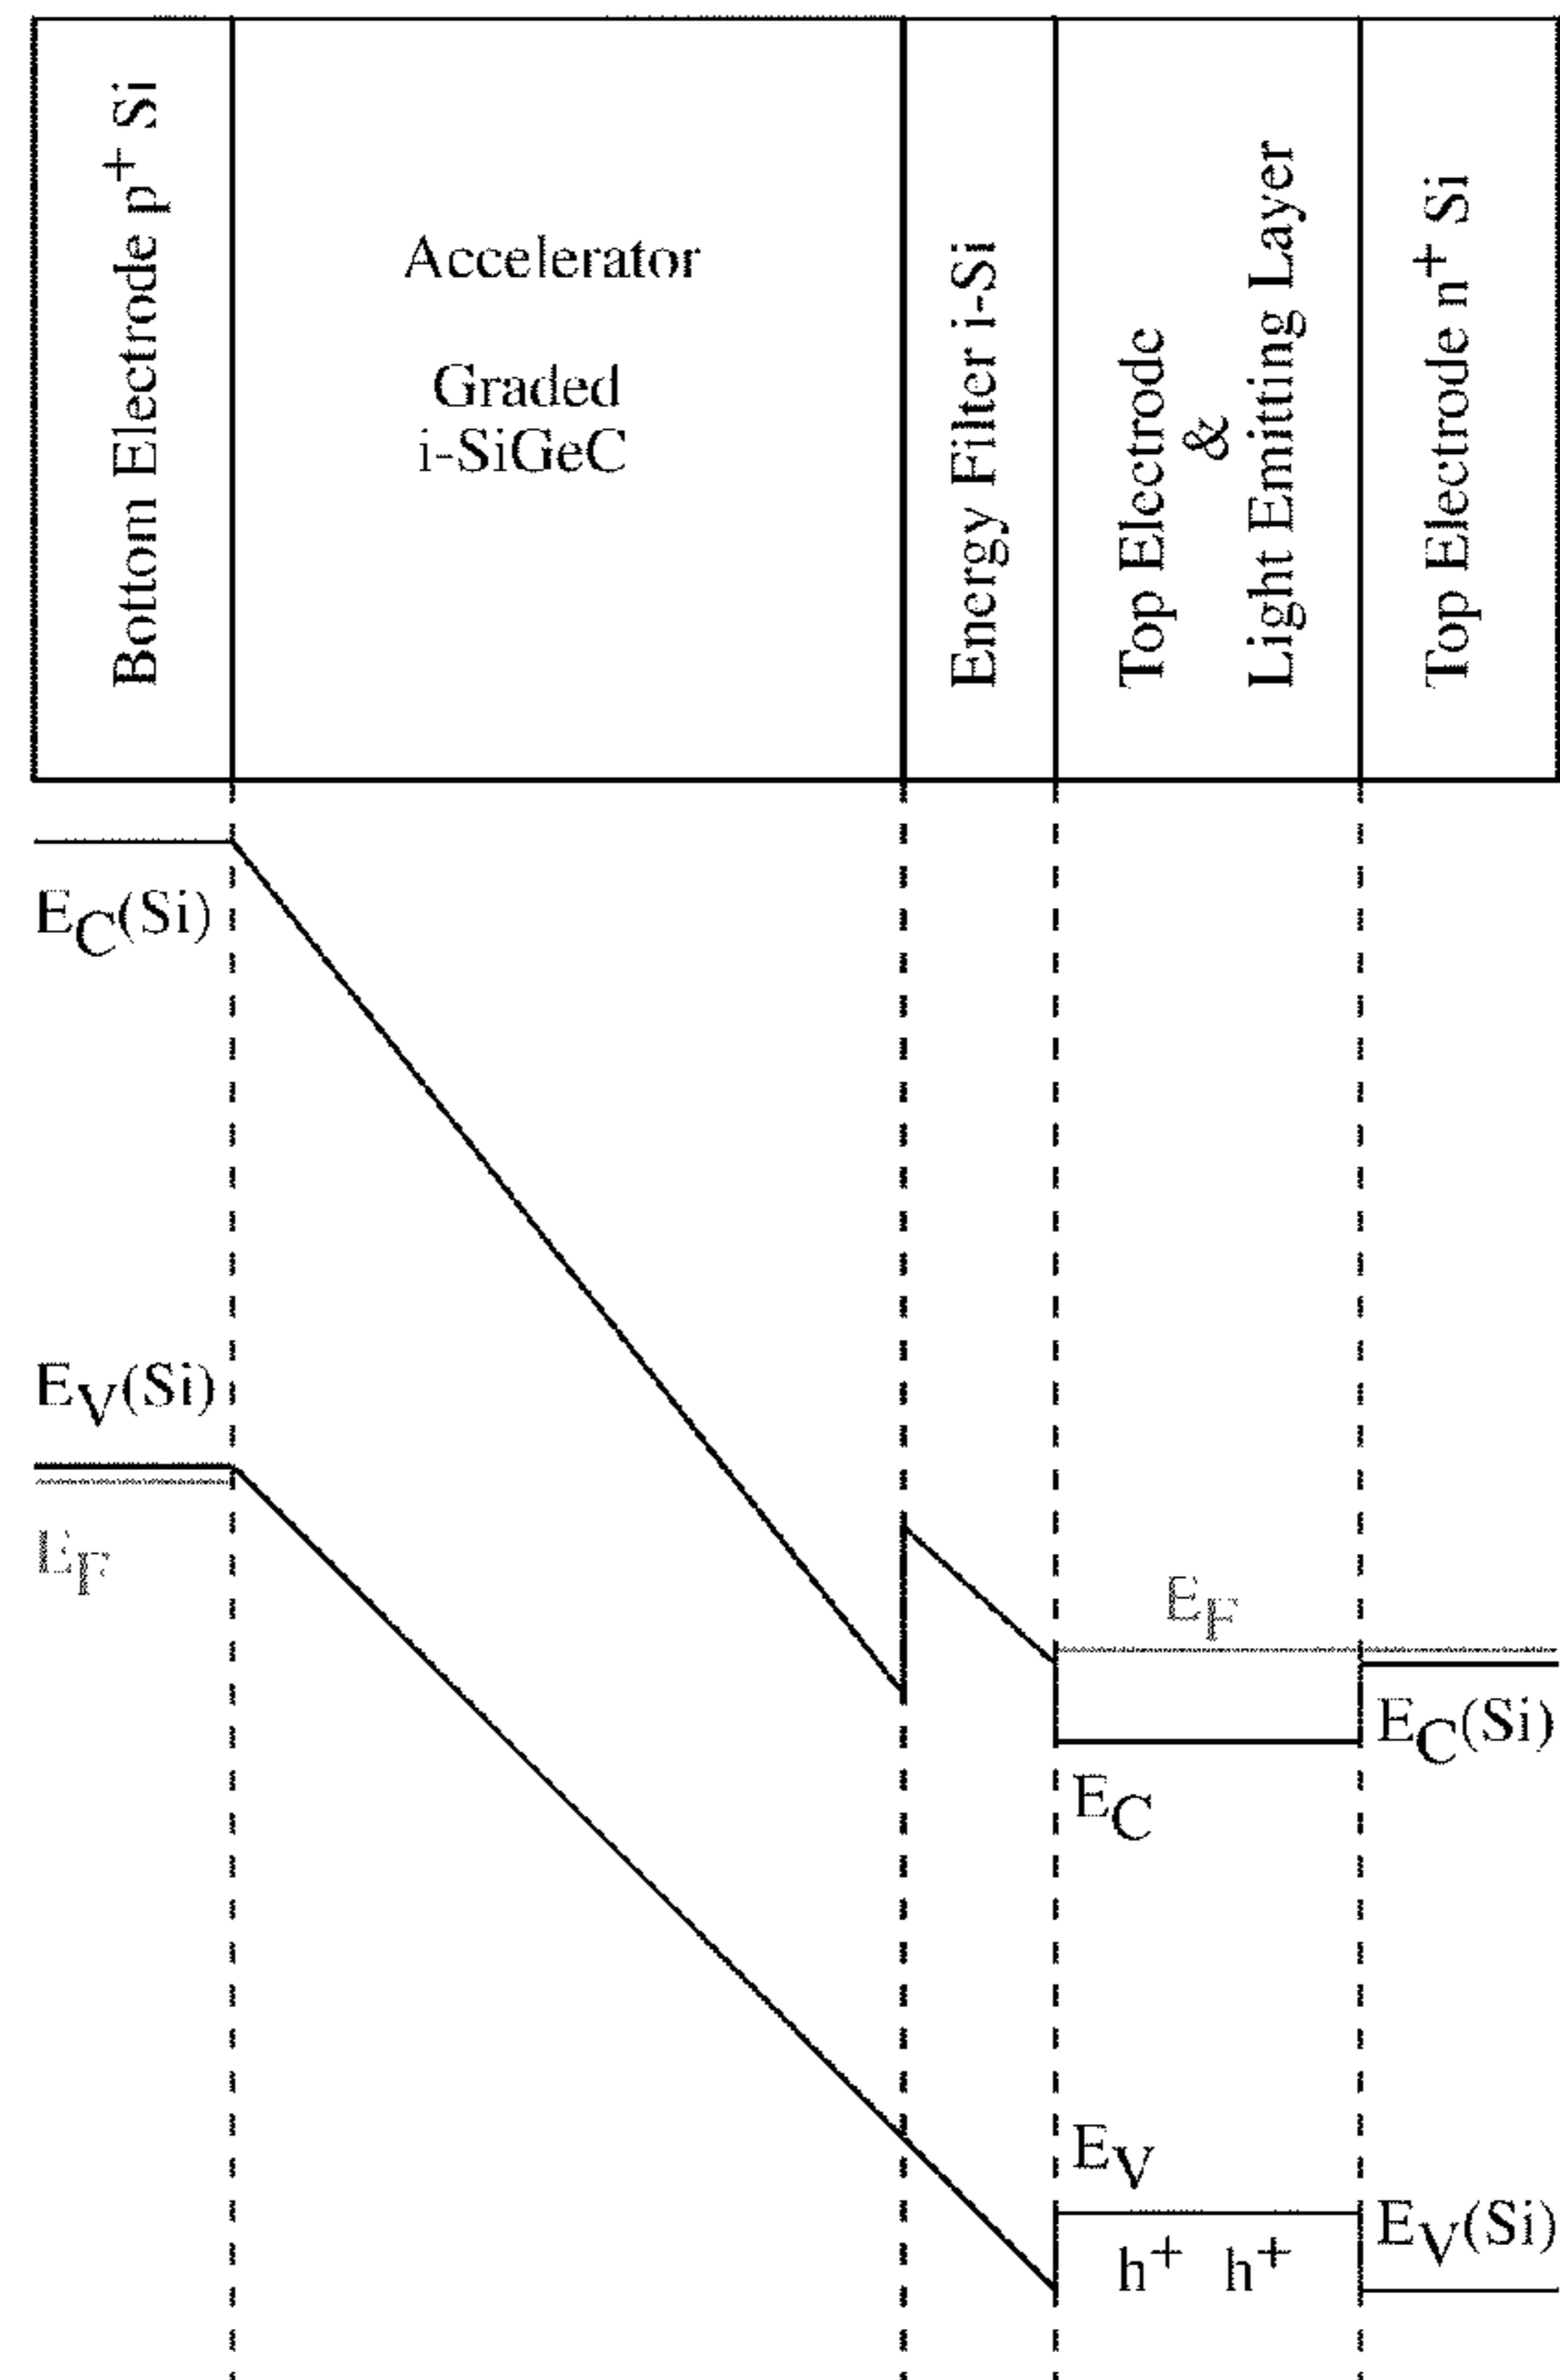 Bottom Electrode p+ Si
Accelerator
Graded
i-SiGeC
Energy Filter i-Si
Top Electrode
&
Light Emitting Layer
Top Electrode n+ Si
EC(Si)
EV(Si)
EF
EF
EC(Si)
EC
EV
h+ h+
EV(Si)